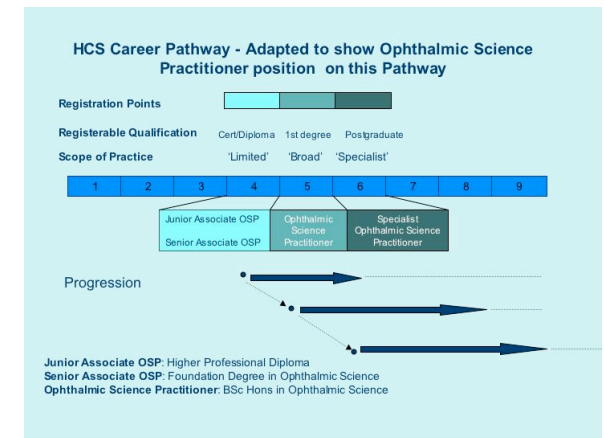 HCS Career Pathway - Adapted to show Ophthalmic Science
Practitioner position on this Pathway
Registration Points
Registerable Qualification Cert/Diploma 1st degree Postgraduate
Scope of Practice 'Limited' 'Broad' 'Specialist'
1 2 3 4 5 6 7 8 9
Junior Associate OSP
Senior Associate OSP
Ophthalmic
Science
Practitioner
Specialist
Ophthalmic Science
Practitioner
Progression
Junior Associate OSP: Higher Professional Diploma
Senior Associate OSP: Foundation Degree in Ophthalmic Science
Ophthalmic Science Practitioner: BSc Hons in Ophthalmic Science